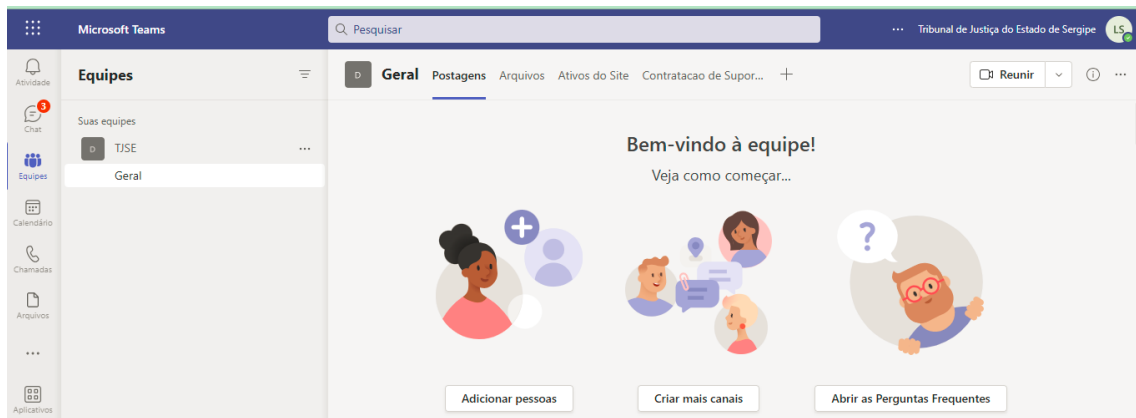 Microsoft Teams
Pesquisar
Tribunal de Justiça do Estado de Sergipe
LS
Atividade
3
Chat
Equipes
Calendário
Chamadas
Arquivos
Aplicativos
Equipes
Suas equipes
D TJSE
Geral
D Geral Postagens Arquivos Ativos do Site Contratacao de Supor... Reunir
Bem-vindo à equipe!
Veja como começar...
?
Adicionar pessoas
Criar mais canais
Abrir as Perguntas Frequentes